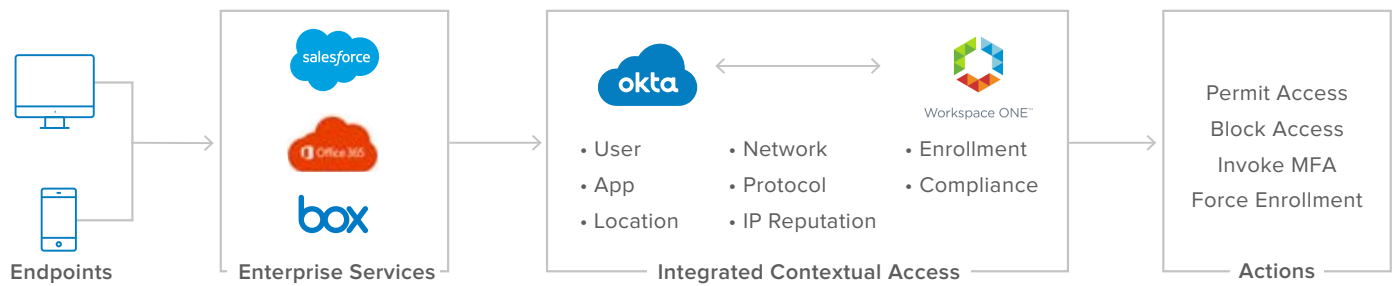 salesforce
Office 365
box
okta
Workspace ONE™
• User
• App
• Location
• Network
• Protocol
• IP Reputation
• Enrollment
• Compliance
Permit Access
Block Access
Invoke MFA
Force Enrollment
Endpoints
Enterprise Services
Integrated Contextual Access
Actions